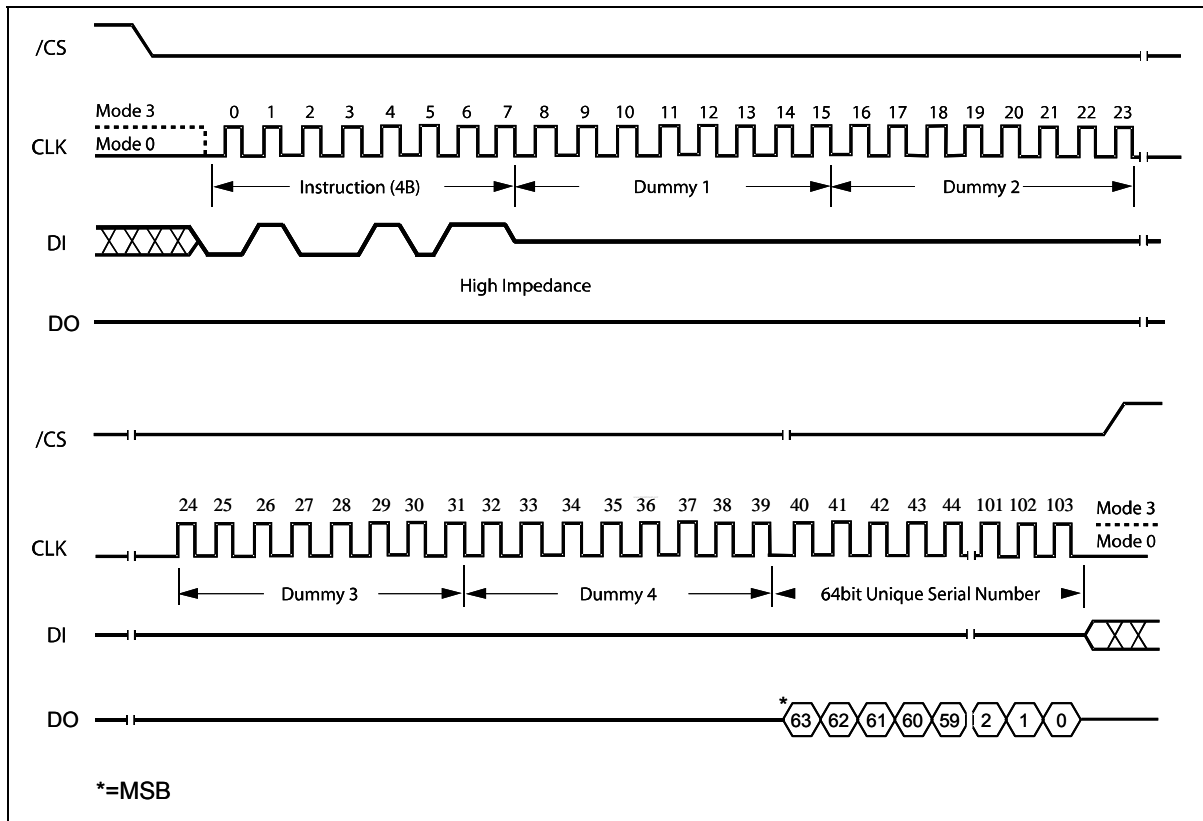 /CS
Mode 3
0 1 2 3 4 5 6 7 8 9 10 11 12 13 14 15 16 17 18 19 20 21 22 23
CLK
Mode 0
Instruction (4B) Dummy 1 Dummy 2
DI
High Impedance
DO
/CS
24 25 26 27 28 29 30 31 32 33 34 35 36 37 38 39 40 41 42 43 44 101 102 103
Mode 3
CLK
Mode 0
Dummy 3 Dummy 4 64bit Unique Serial Number
DI
*
DO 63 62 61 60 59 2 1 0
*=MSB